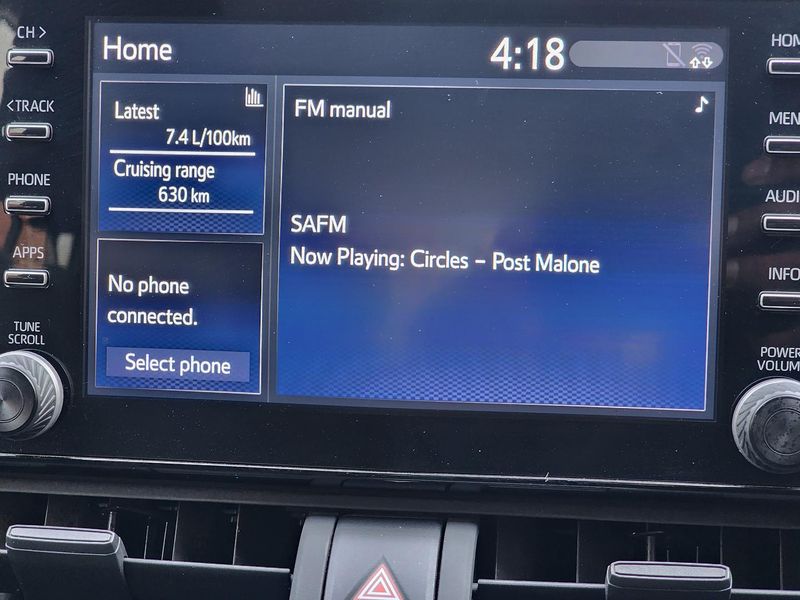 CH >
< TRACK
PHONE
APPS
TUNE
SCROLL
Home
4:18
Latest
7.4 L/100km
Cruising range
630 km
No phone
connected.
Select phone
FM manual
SAFM
Now Playing: Circles – Post Malone
HOM
MEN
AUDI
INFO
POWER
VOLUM